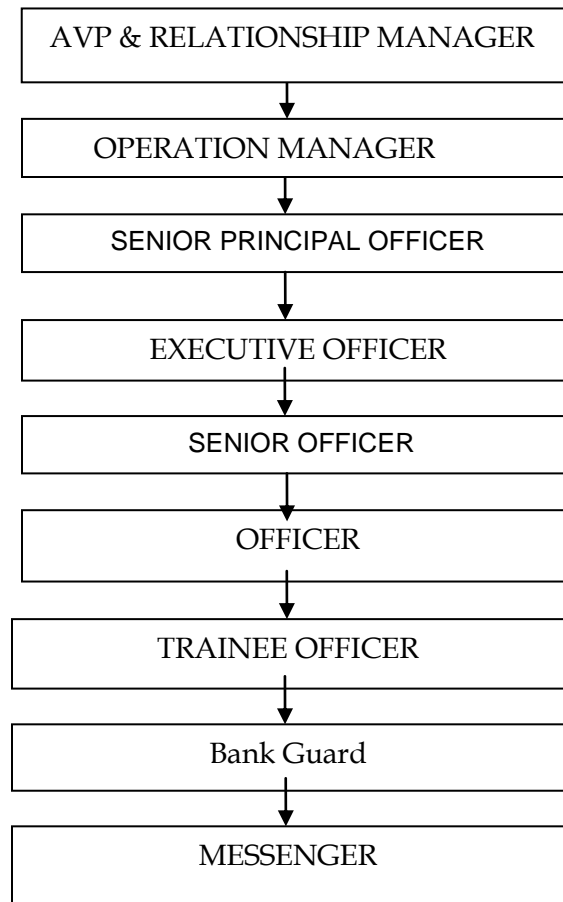 AVP & RELATIONSHIP MANAGER
OPERATION MANAGER
SENIOR PRINCIPAL OFFICER
EXECUTIVE OFFICER
SENIOR OFFICER
OFFICER
TRAINEE OFFICER
Bank Guard
MESSENGER